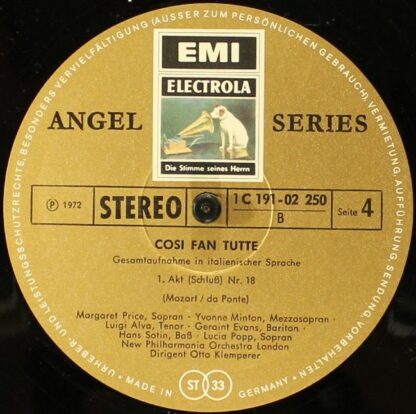 EMI
ELECTROLA
Die Stimme seines Herrn
ANGEL SERIES
℗ 1972 STEREO 1 C 191-02 250
B
Seite 4
COSI FAN TUTTE
Gesamtaufnahme in italienischer Sprache
1. Akt (Schluß) Nr. 18
(Mozart / da Ponte)
Margaret Price, Sopran · Yvonne Minton, Mezzosopran ·
Luigi Alva, Tenor · Geraint Evans, Bariton ·
Hans Sotin, Baß · Lucia Popp, Sopran
New Philharmonia Orchestra London
Dirigent Otto Klemperer
URHEBER- UND LEISTUNGSSCHUTZRECHTE, BESONDERS VERVIELFÄLTIGUNG (AUSSER ZUM PERSÖNLICHEN GEBRAUCH), VERMIETUNG, AUFFÜHRUNG, SENDUNG, VORBEHALTEN
• MADE IN ST 33 GERMANY •